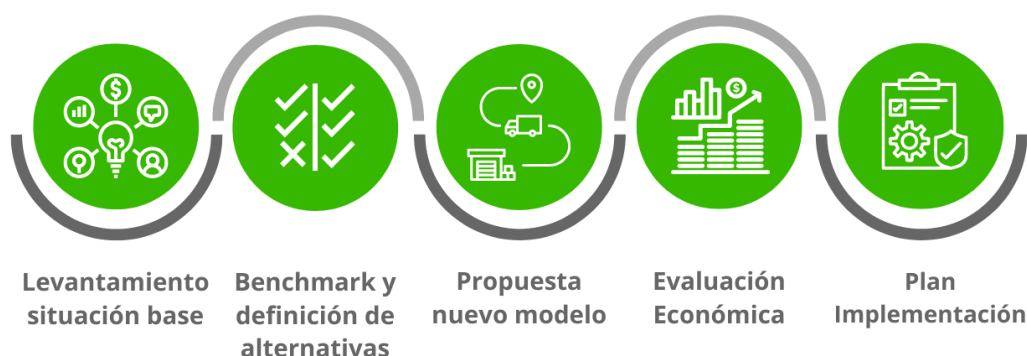 Levantamiento
situación base
Benchmark y
definición de
alternativas
Propuesta
nuevo modelo
Evaluación
Económica
Plan
Implementación